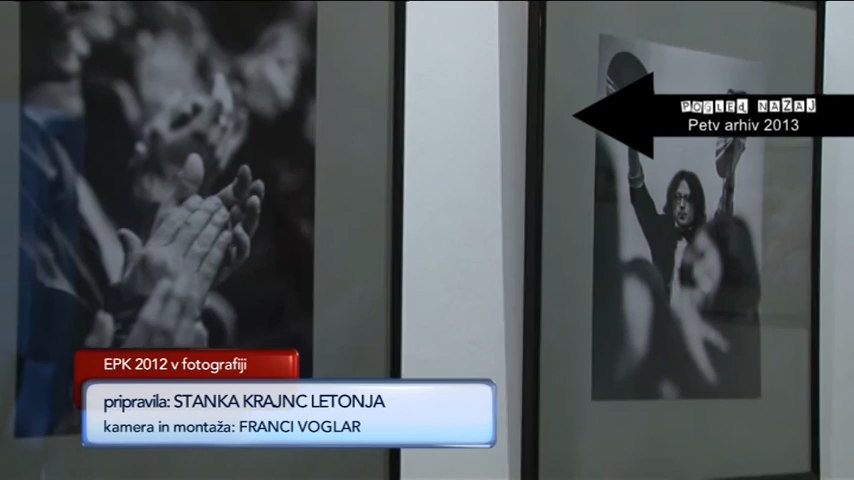 POGLED NAZAJ
Petv arhiv 2013
EPK 2012 v fotografiji
pripravila: STANKA KRAJNC LETONJA
kamera in montaža: FRANCI VOGLAR